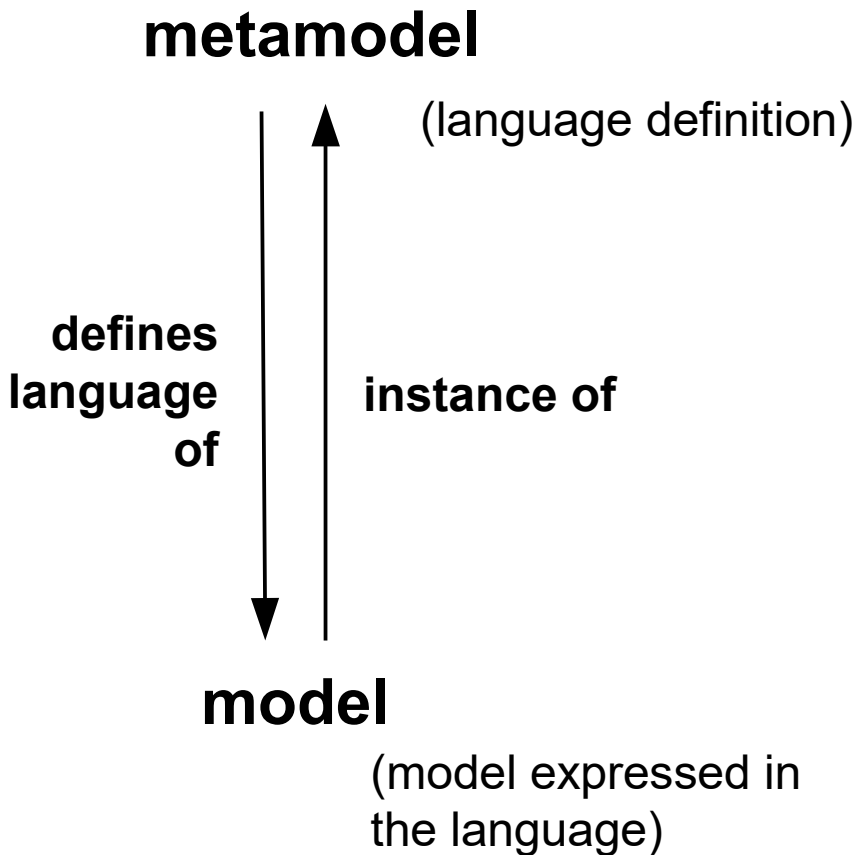 metamodel
(language definition)
defines
language
of
instance of
model
(model expressed in
the language)